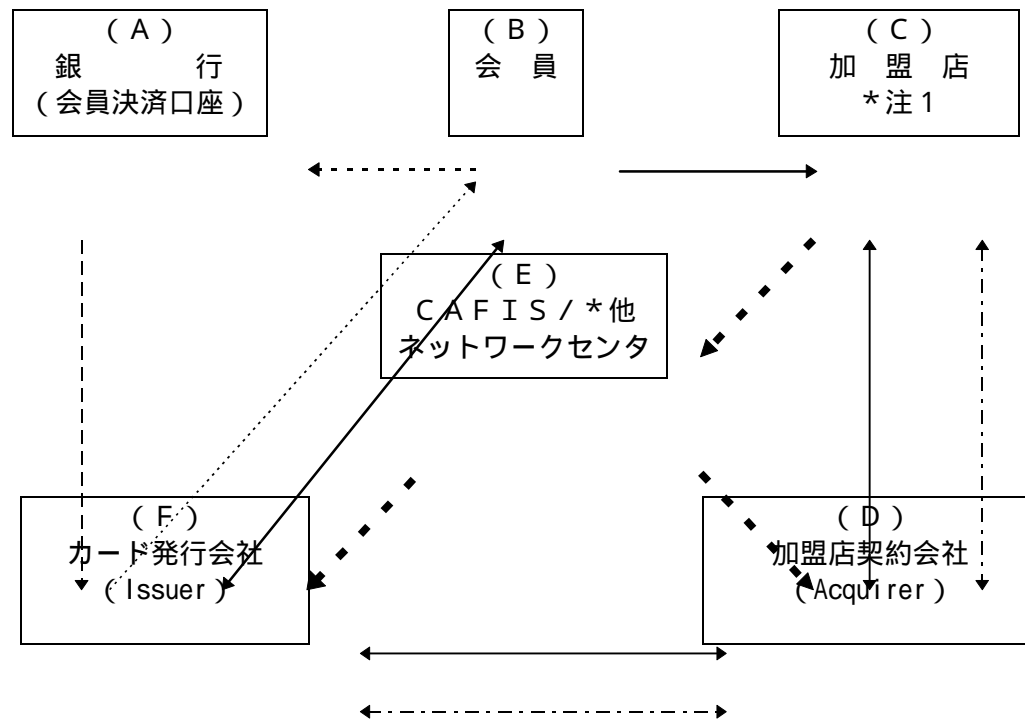 (A)
銀 行
(会員決済口座)
(B)
会 員
(C)
加 盟 店
*注1
(E)
CAFIS/*他
ネットワークセンタ
(F)
カード発行会社
(Issuer)
(D)
加盟店契約会社
(Acquirer)